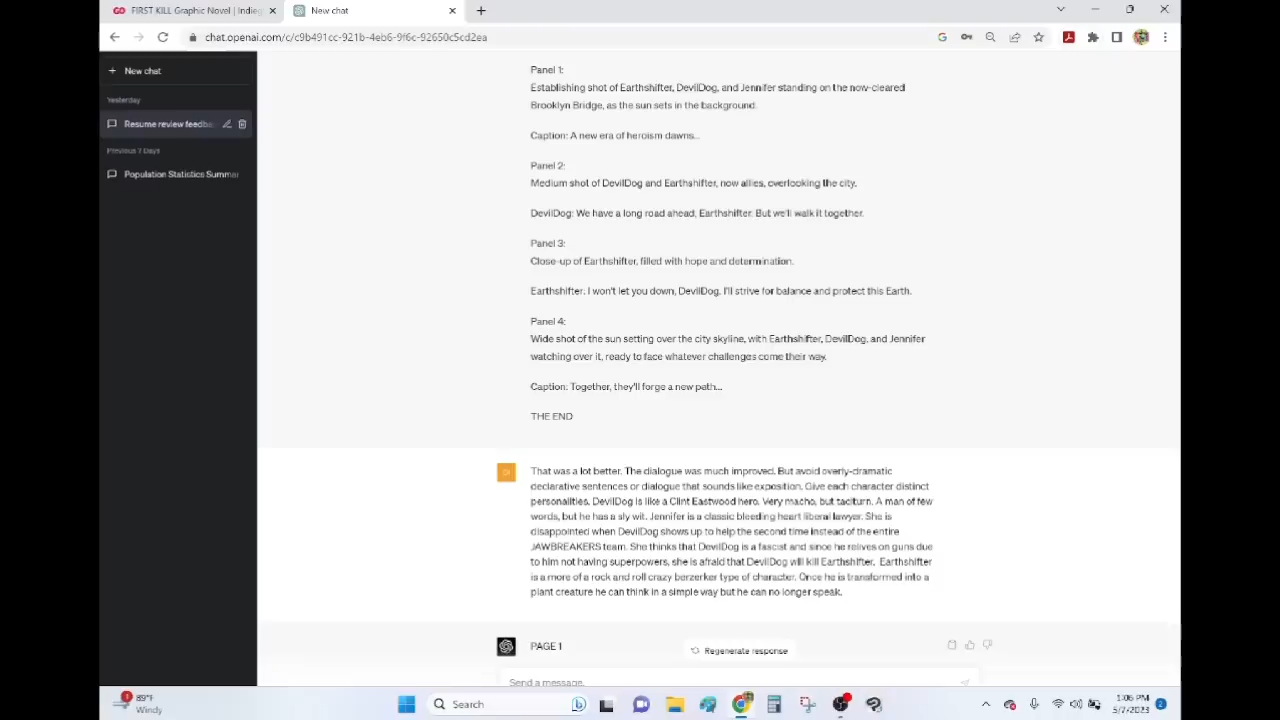 FIRST KILL Graphic Novel | Indieg
New chat
chat.openai.com/c/c9b491cc-921b-4eb6-9f6c-92650c5cd2ea
New chat
Yesterday
Resume review feedba
Previous 7 Days
Population Statistics Summar
Panel 1:
Establishing shot of Earthshifter, DevilDog, and Jennifer standing on the now-cleared
Brooklyn Bridge, as the sun sets in the background.
Caption: A new era of heroism dawns...
Panel 2:
Medium shot of DevilDog and Earthshifter, now allies, overlooking the city.
DevilDog: We have a long road ahead, Earthshifter. But we'll walk it together.
Panel 3:
Close-up of Earthshifter, filled with hope and determination.
Earthshifter: I won't let you down, DevilDog. I'll strive for balance and protect this Earth.
Panel 4:
Wide shot of the sun setting over the city skyline, with Earthshifter, DevilDog, and Jennifer
watching over it, ready to face whatever challenges come their way.
Caption: Together, they'll forge a new path...
THE END
That was a lot better. The dialogue was much improved. But avoid overly-dramatic
declarative sentences or dialogue that sounds like exposition. Give each character distinct
personalities. DevilDog is like a Clint Eastwood hero. Very macho, but taciturn. A man of few
words, but he has a sly wit. Jennifer is a classic bleeding heart liberal lawyer. She is
disappointed when DevilDog shows up to help the second time instead of the entire
JAWBREAKERS team. She thinks that DevilDog is a fascist and since he relives on guns due
to him not having superpowers, she is afraid that DevilDog will kill Earthshifter. Earthshifter
is a more of a rock and roll crazy berzerker type of character. Once he is transformed into a
plant creature he can think in a simple way but he can no longer speak.
PAGE 1
Regenerate response
Send a message.
89°F
Windy
Search
1:06 PM
5/7/2023